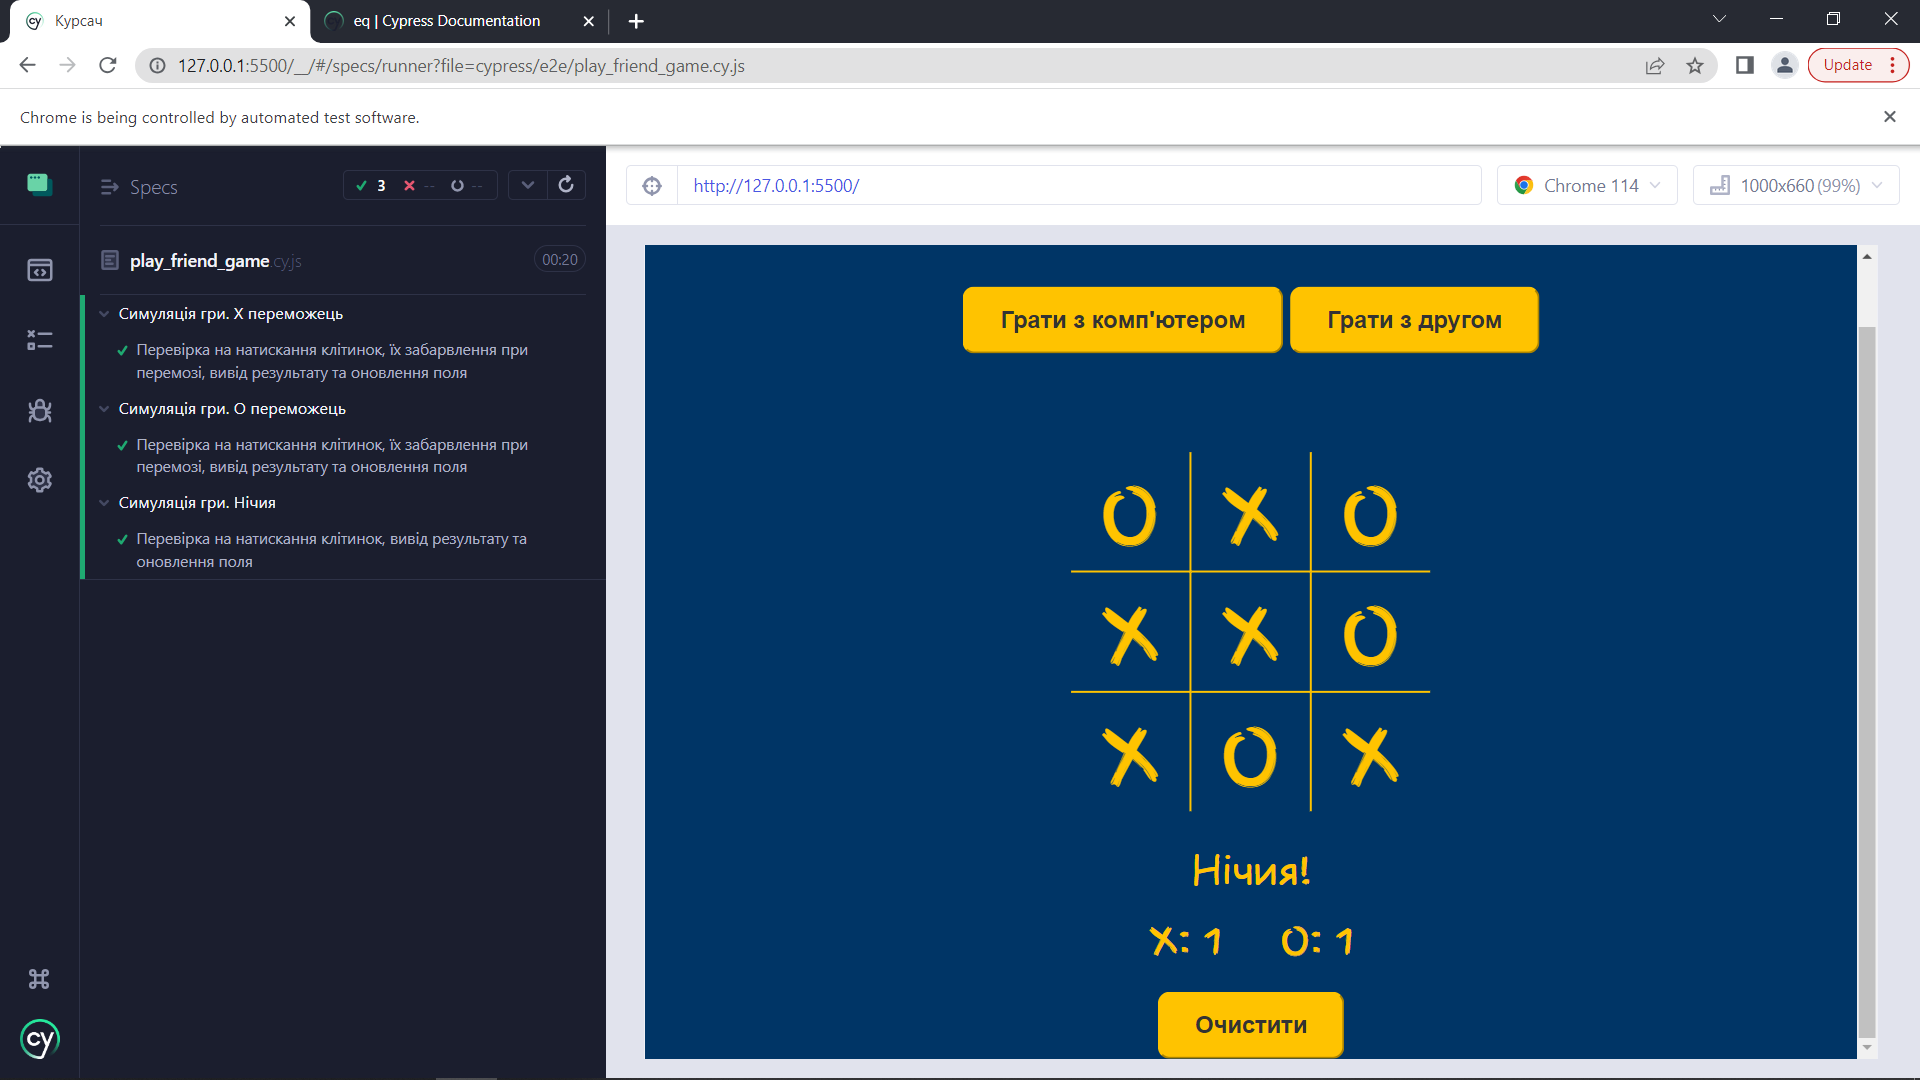 Курсач
eq | Cypress Documentation
127.0.0.1:5500/__/#/specs/runner?file=cypress/e2e/play_friend_game.cy.js
Update
Chrome is being controlled by automated test software.
Specs
3 -- --
play_friend_game.cy.js
00:20
Симуляція гри. X переможець
Перевірка на натискання клітинок, їх забарвлення при
перемозі, вивід результату та оновлення поля
Симуляція гри. O переможець
Перевірка на натискання клітинок, їх забарвлення при
перемозі, вивід результату та оновлення поля
Симуляція гри. Нічия
Перевірка на натискання клітинок, вивід результату та
оновлення поля
cy
http://127.0.0.1:5500/
Chrome 114
1000x660 (99%)
Грати з комп'ютером
Грати з другом
O X O
X X O
X O X
Нічия!
X: 1 O: 1
Очистити